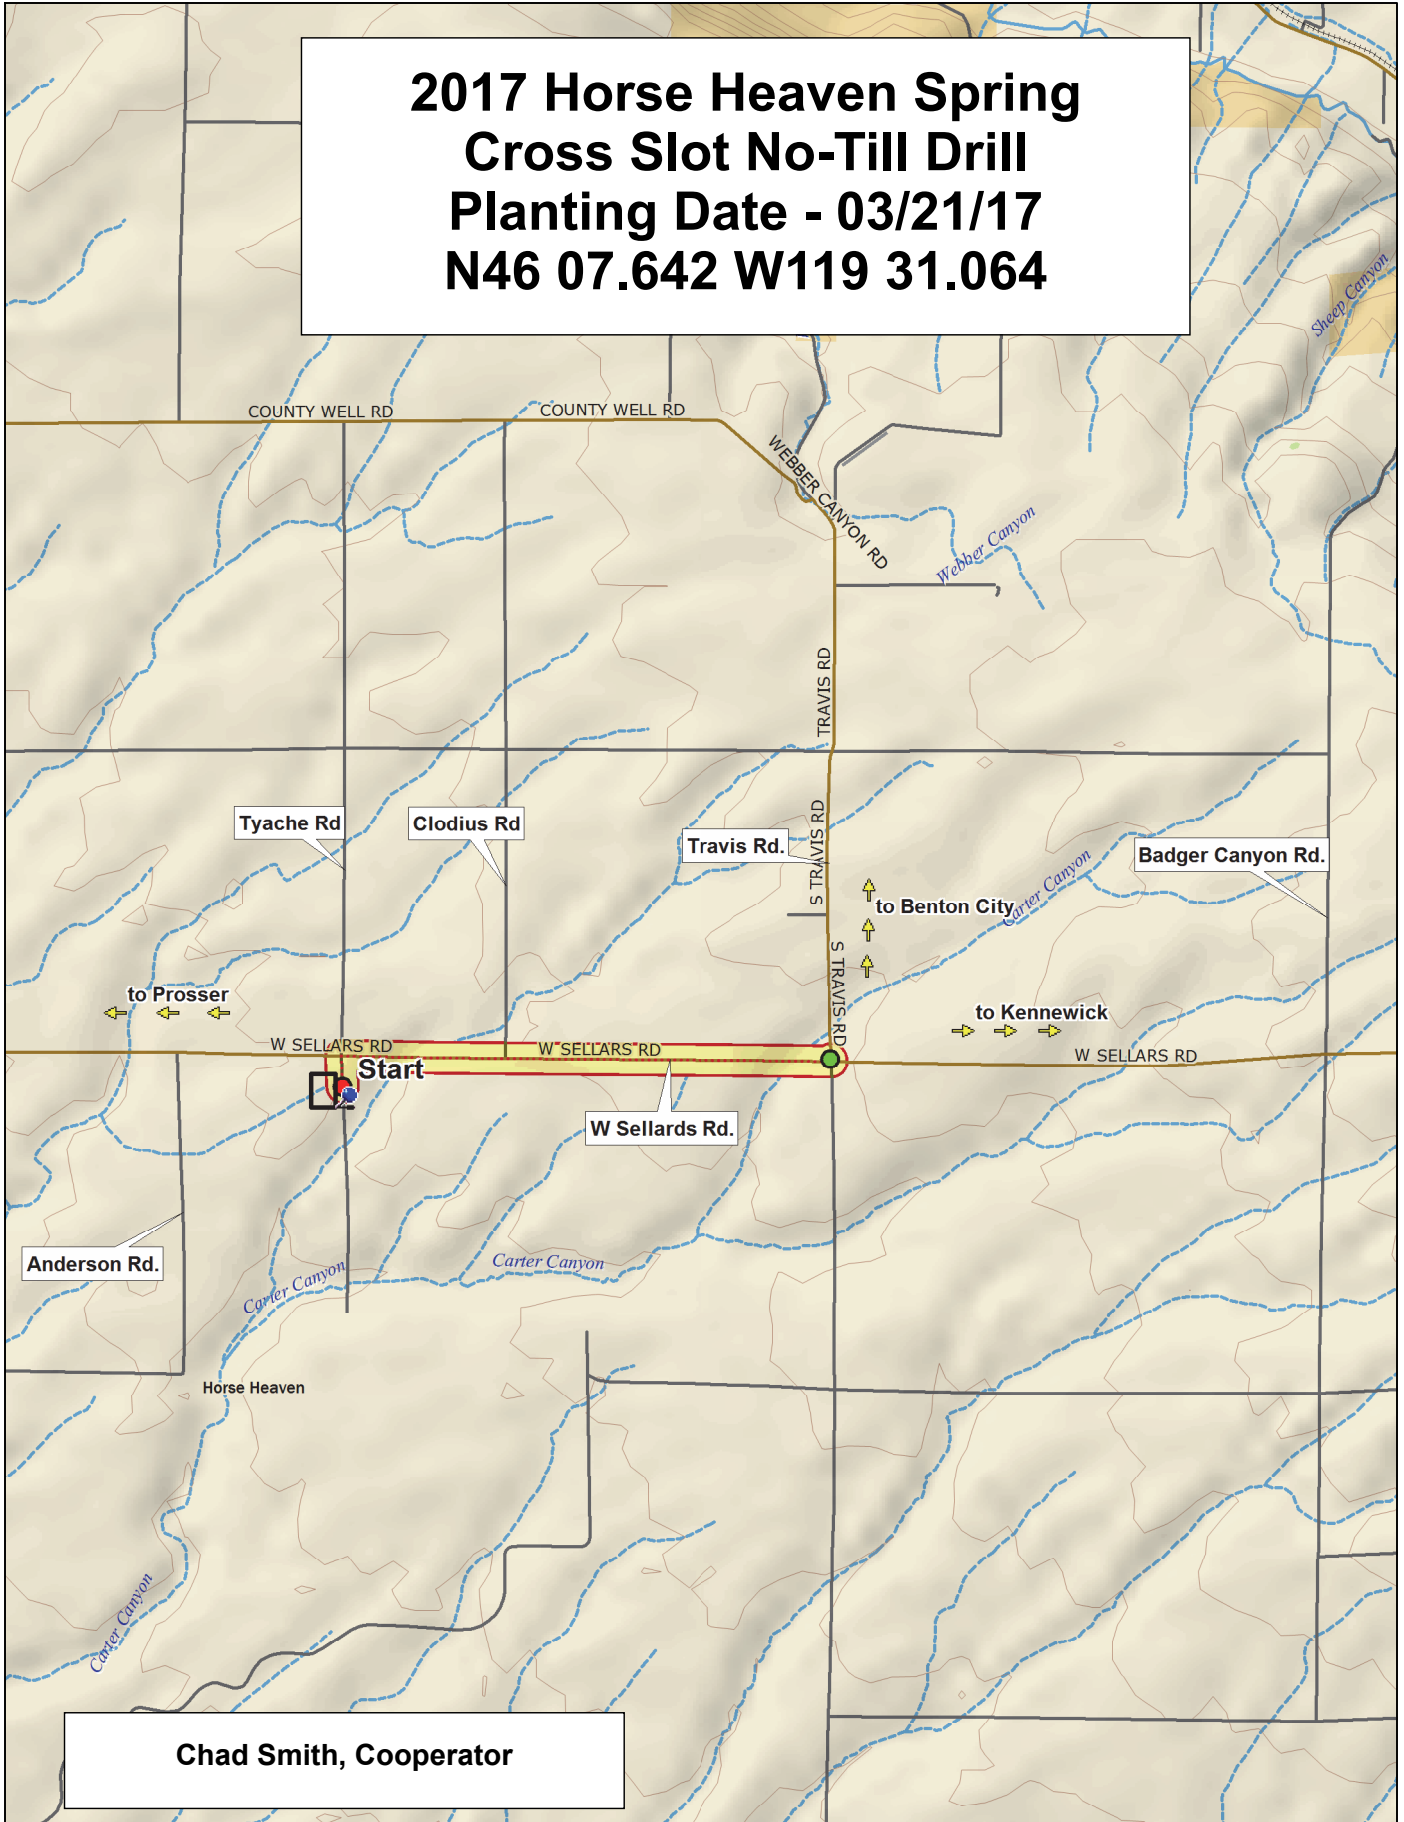 2017 Horse Heaven Spring
Cross Slot No-Till Drill
Planting Date - 03/21/17
N46 07.642 W119 31.064
Sheep Canyon
COUNTY WELL RD
COUNTY WELL RD
WEBBER CANYON RD
Webber Canyon
TRAVIS RD
Tyache Rd
Clodius Rd
S TRAVIS RD
Travis Rd.
Badger Canyon Rd.
Carter Canyon
to Benton City
S TRAVIS RD
to Prosser
to Kennewick
W SELLARS RD
W SELLARS RD
W SELLARS RD
Start
W Sellards Rd.
Anderson Rd.
Carter Canyon
Carter Canyon
Horse Heaven
Carter Canyon
Chad Smith, Cooperator